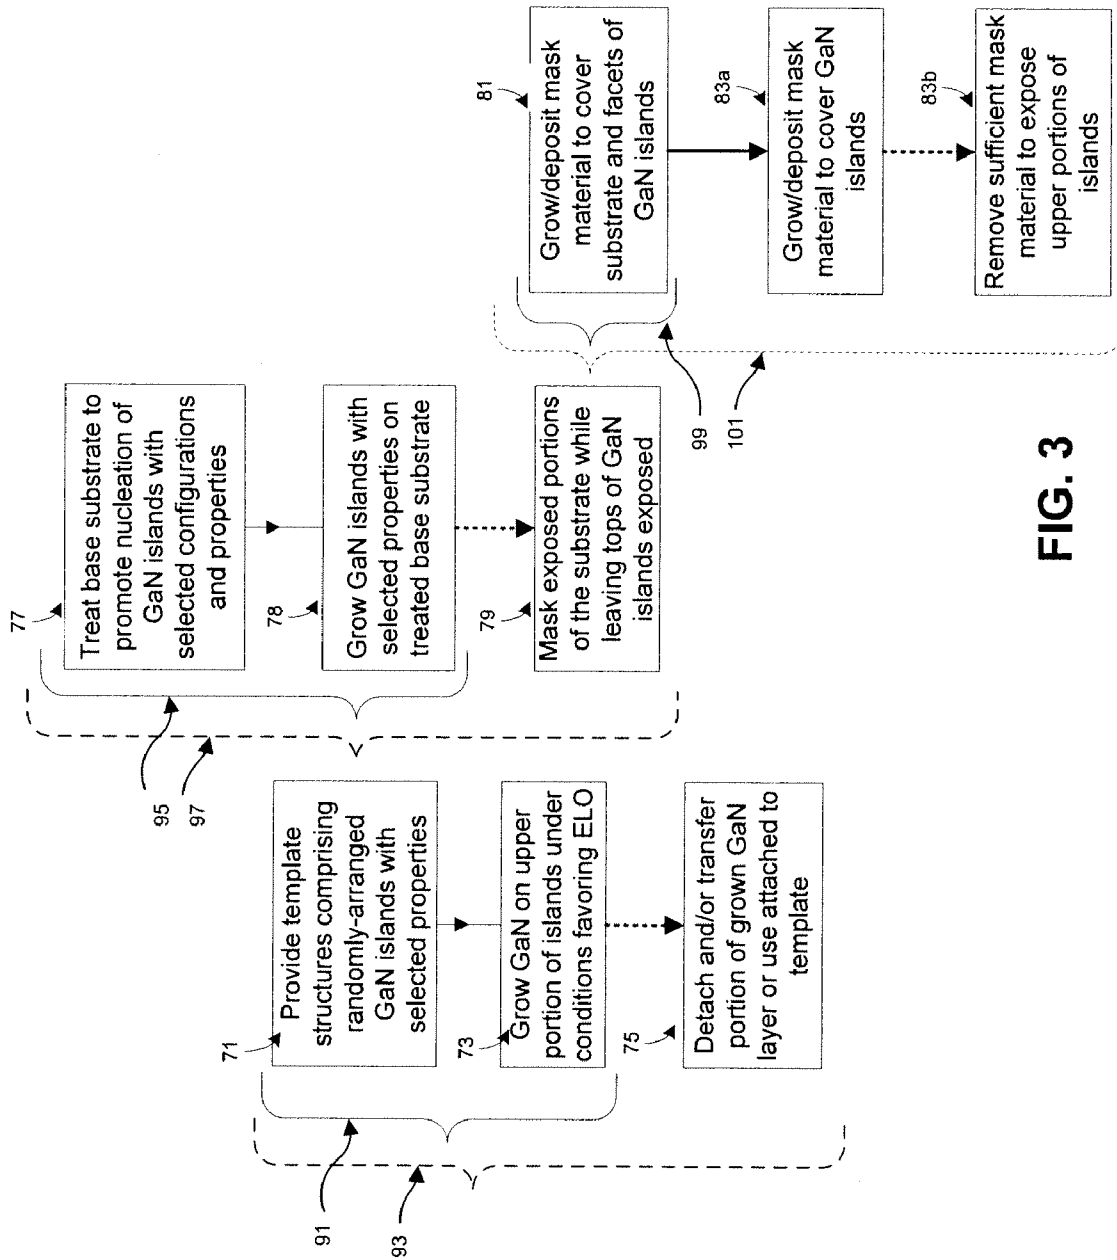 71
Provide template
structures comprising
randomly-arranged
GaN islands with
selected properties
73
Grow GaN on upper
portion of islands under
conditions favoring ELO
75
Detach and/or transfer
portion of grown GaN
layer or use attached to
template
91
93
77
Treat base substrate to
promote nucleation of
GaN islands with
selected configurations
and properties
78
Grow GaN islands with
selected properties on
treated base substrate
79
Mask exposed portions
of the substrate while
leaving tops of GaN
islands exposed
95
97
81
Grow/deposit mask
material to cover
substrate and facets of
GaN islands
83a
Grow/deposit mask
material to cover GaN
islands
83b
Remove sufficient mask
material to expose
upper portions of
islands
99
101
FIG. 3